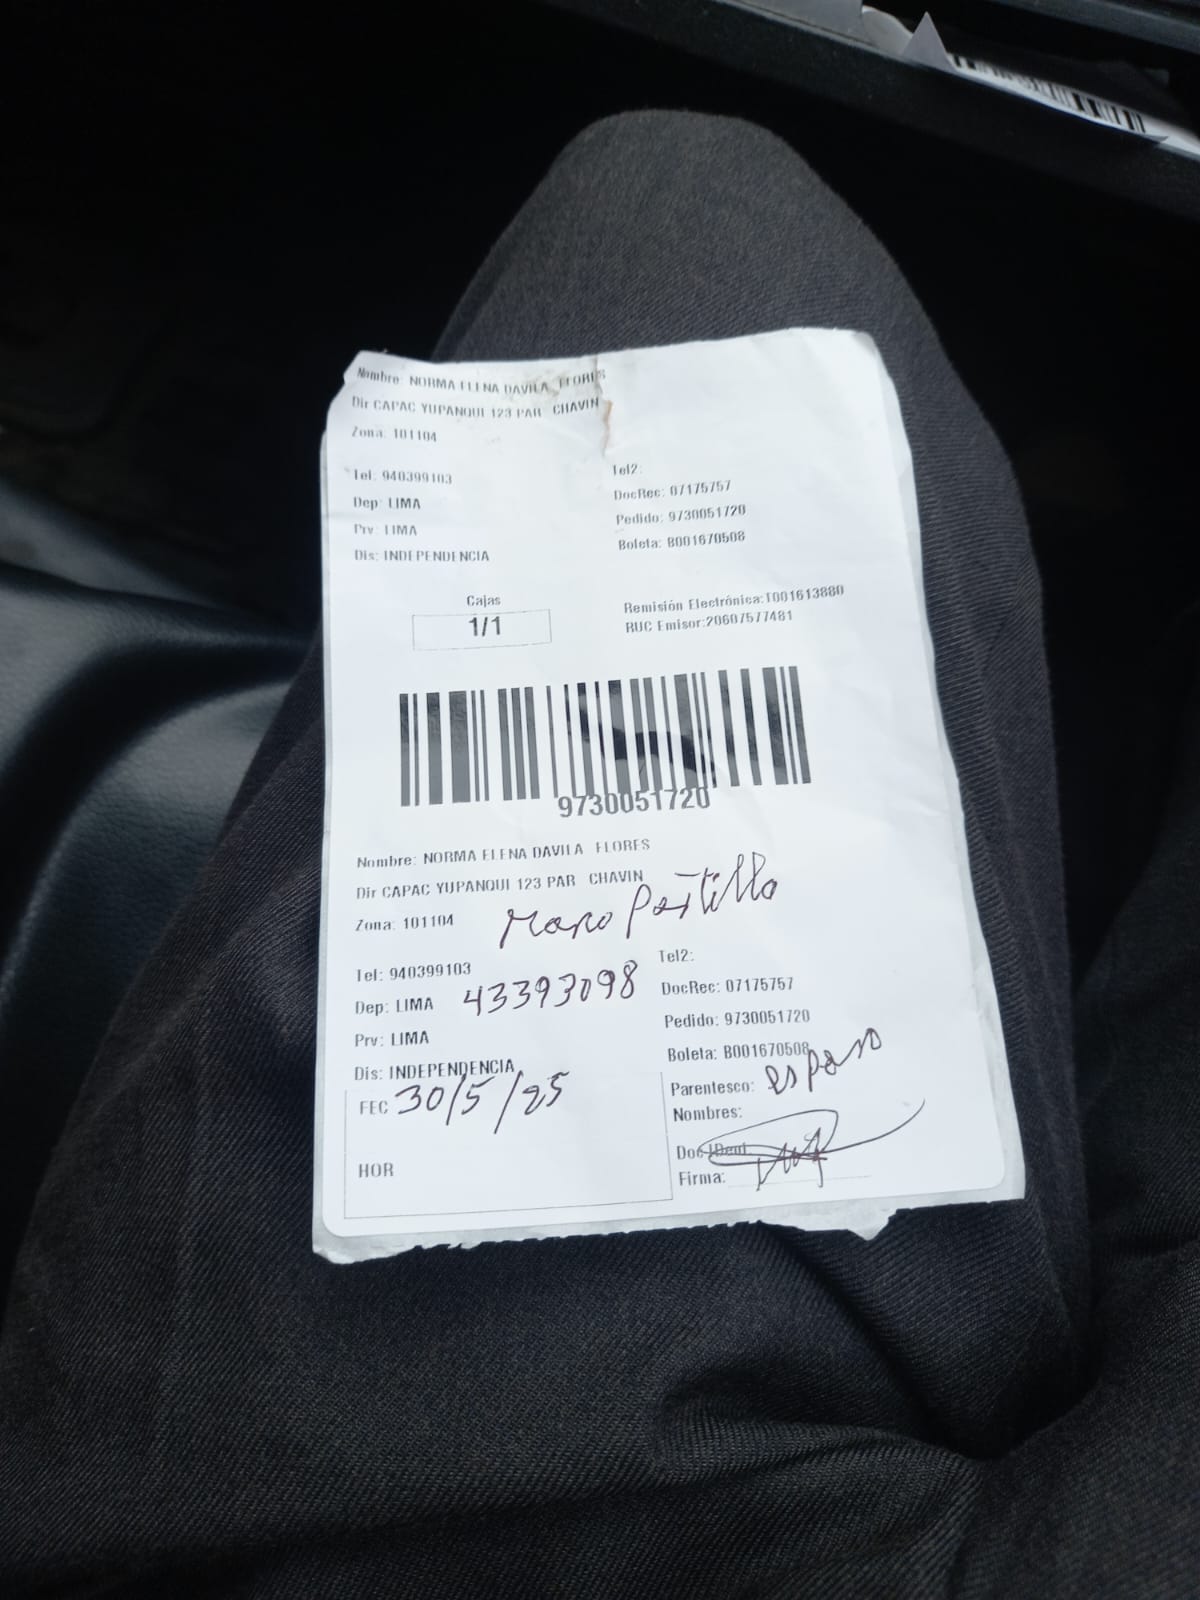 Nombre: NORMA ELENA DAVILA FLORES
Dir CAPAC YUPANQUI 123 PAR CHAVIN
Zona: 101104
Tel: 940399103
Tel2:
Dep: LIMA
DocRec: 07175757
Prv: LIMA
Pedido: 9730051720
Dis: INDEPENDENCIA
Boleta: B001670508
Cajas
1/1
Remisión Electrónica:T001613880
RUC Emisor:20607577481
9730051720
Nombre: NORMA ELENA DAVILA FLORES
Dir CAPAC YUPANQUI 123 PAR CHAVIN
Zona: 101104
Tel: 940399103
Tel2:
Dep: LIMA 43393098
DocRec: 07175757
Prv: LIMA
Pedido: 9730051720
Dis: INDEPENDENCIA
Boleta: B001670508
FEC 30/5/25
Parentesco: esposo
Nombres:
HOR
Doc IDent
Firma: